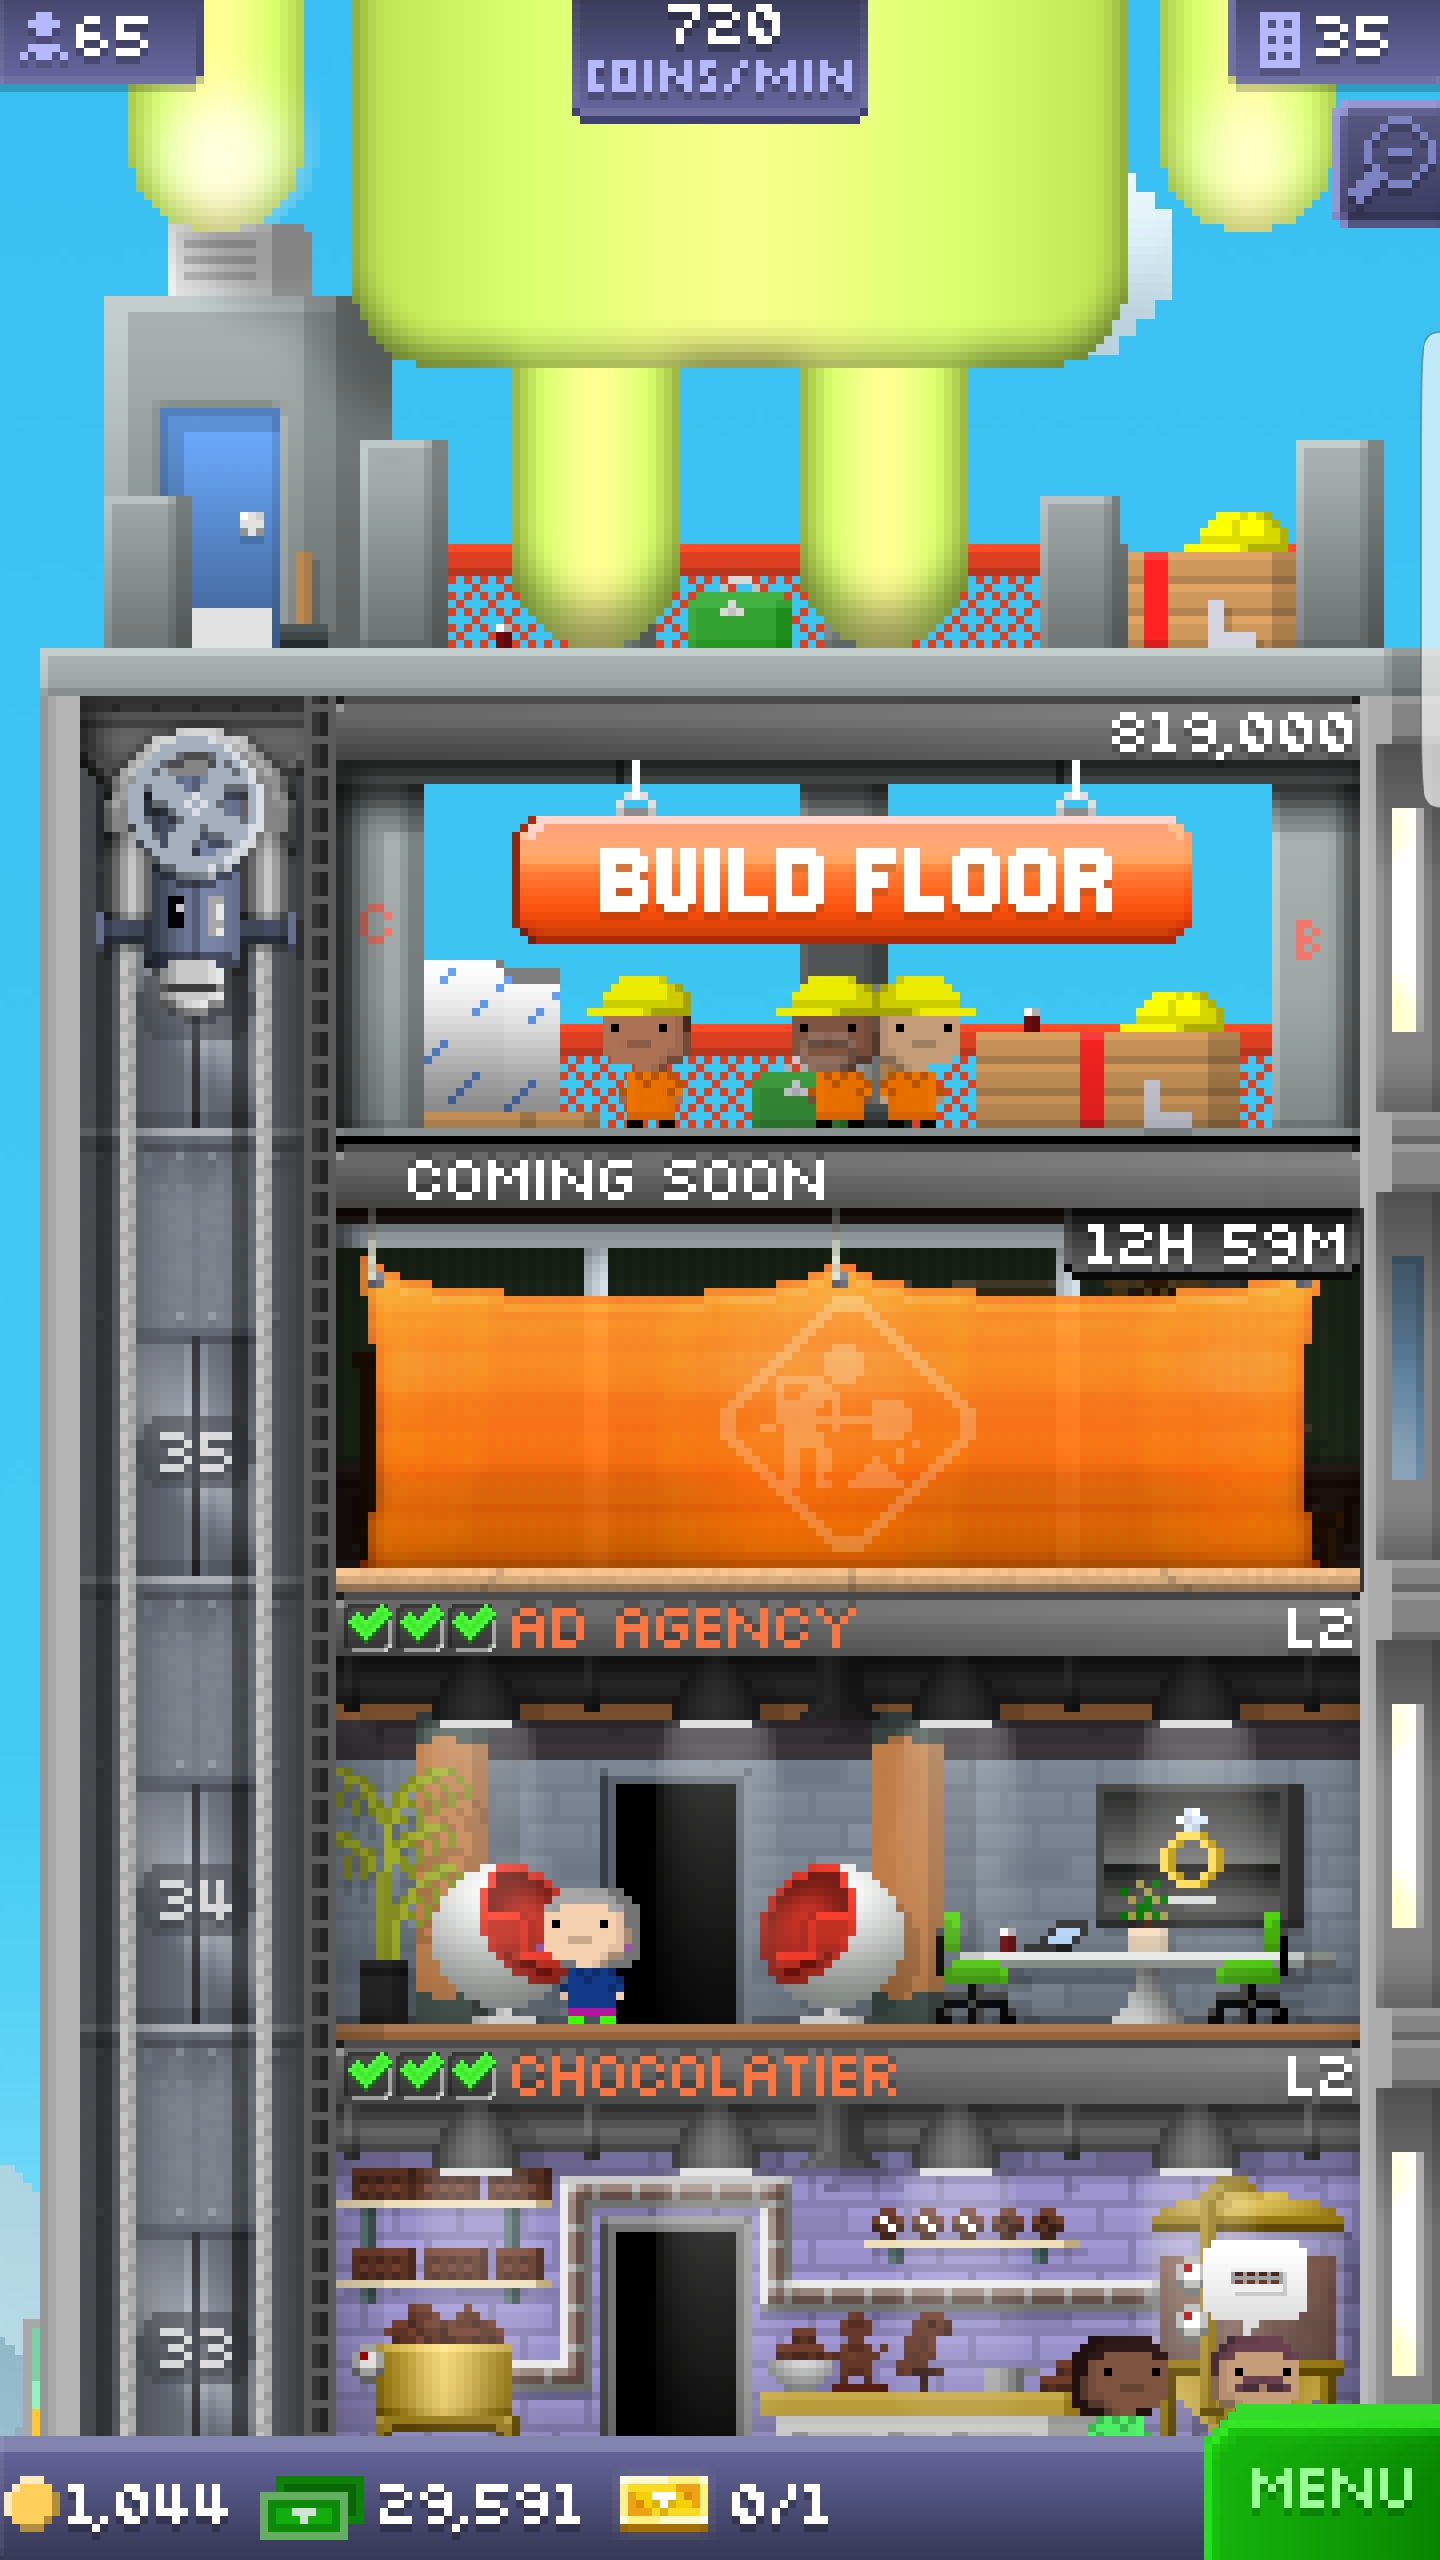 65
720
COINS/MIN
35
819,000
BUILD FLOOR
C
B
COMING SOON
12H 59M
35
AD AGENCY L2
34
CHOCOLATIER L2
33
1,044 29,591 0/1 MENU